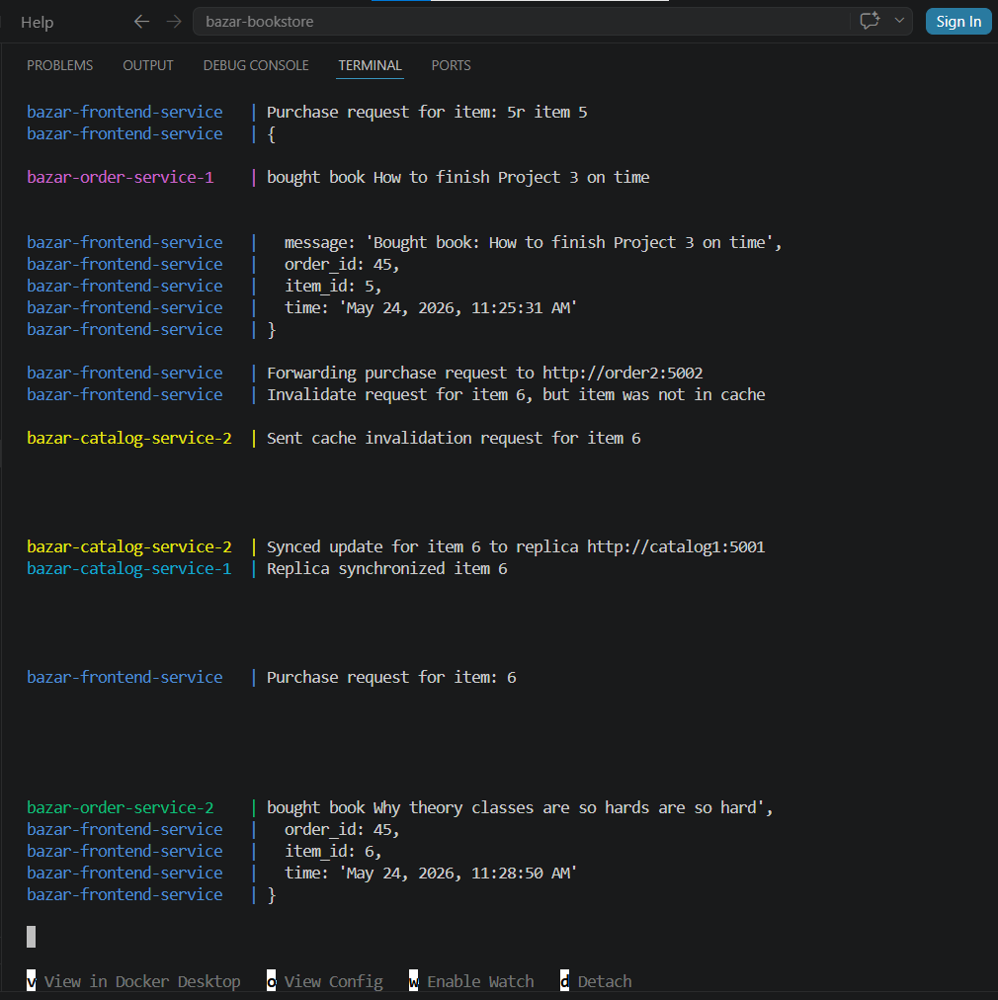 Help ← → bazar-bookstore Sign In
PROBLEMS OUTPUT DEBUG CONSOLE TERMINAL PORTS
bazar-frontend-service | Purchase request for item: 5r item 5
bazar-frontend-service | {
bazar-order-service-1 | bought book How to finish Project 3 on time
bazar-frontend-service | message: 'Bought book: How to finish Project 3 on time',
bazar-frontend-service | order_id: 45,
bazar-frontend-service | item_id: 5,
bazar-frontend-service | time: 'May 24, 2026, 11:25:31 AM'
bazar-frontend-service | }
bazar-frontend-service | Forwarding purchase request to http://order2:5002
bazar-frontend-service | Invalidate request for item 6, but item was not in cache
bazar-catalog-service-2 | Sent cache invalidation request for item 6
bazar-catalog-service-2 | Synced update for item 6 to replica http://catalog1:5001
bazar-catalog-service-1 | Replica synchronized item 6
bazar-frontend-service | Purchase request for item: 6
bazar-order-service-2 | bought book Why theory classes are so hards are so hard',
bazar-frontend-service | order_id: 45,
bazar-frontend-service | item_id: 6,
bazar-frontend-service | time: 'May 24, 2026, 11:28:50 AM'
bazar-frontend-service | }
v View in Docker Desktop o View Config w Enable Watch d Detach